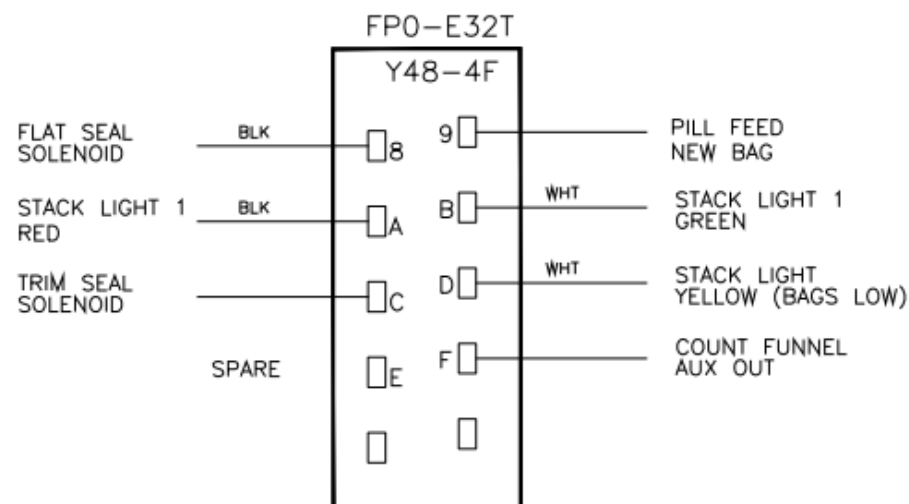 FP0-E32T
Y48-4F
FLAT SEAL
SOLENOID
BLK
8
9
PILL FEED
NEW BAG
STACK LIGHT 1
RED
BLK
A
B
WHT
STACK LIGHT 1
GREEN
TRIM SEAL
SOLENOID
C
D
WHT
STACK LIGHT
YELLOW (BAGS LOW)
SPARE
E
F
COUNT FUNNEL
AUX OUT